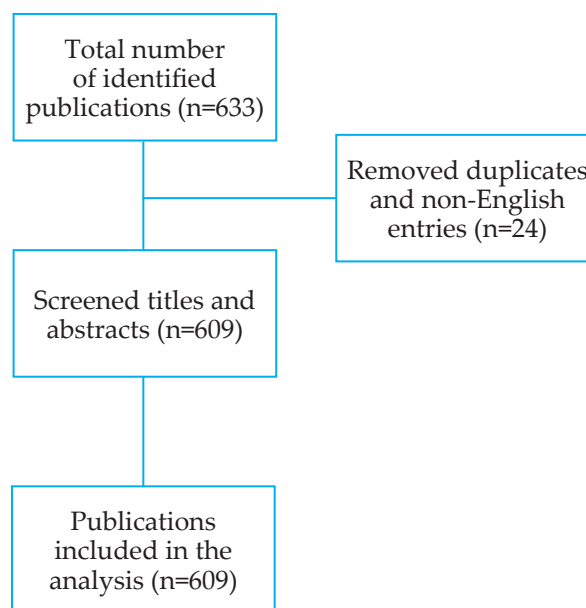 Total number
of identified
publications (n=633)
Removed duplicates
and non-English
entries (n=24)
Screened titles and
abstracts (n=609)
Publications
included in the
analysis (n=609)